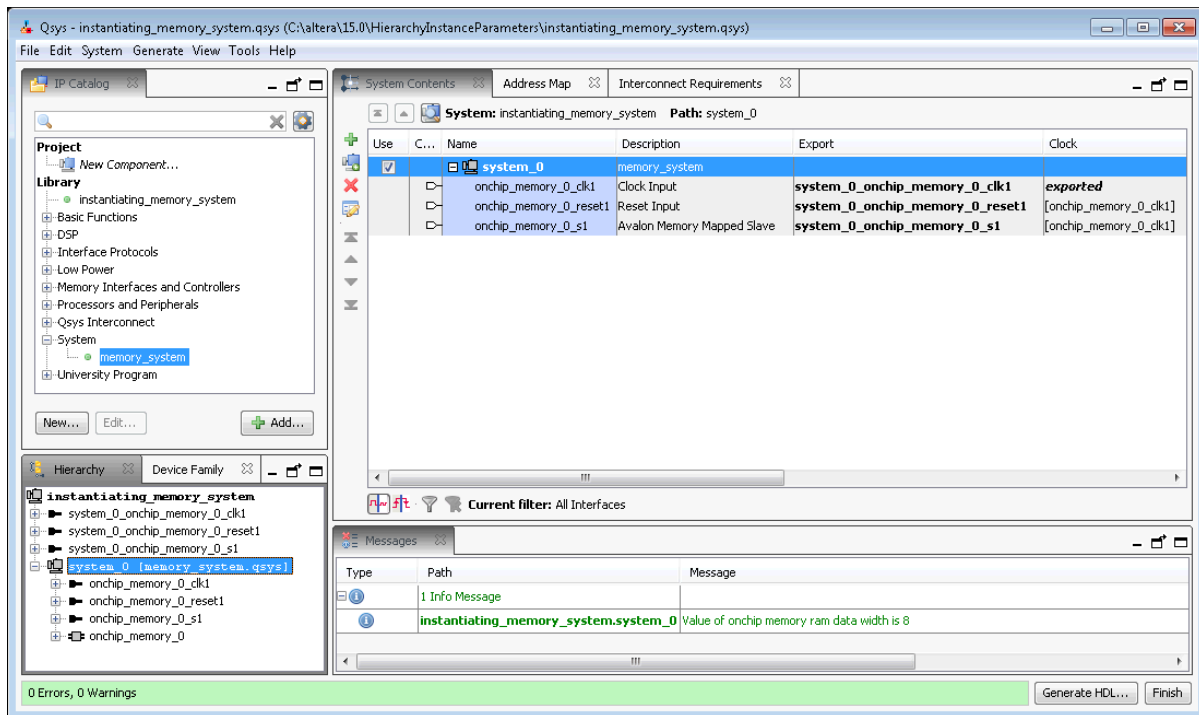 Qsys - instantiating_memory_system.qsys (C:\altera\15.0\HierarchyInstanceParameters\instantiating_memory_system.qsys)
File Edit System Generate View Tools Help
IP Catalog
Project
New Component...
Library
instantiating_memory_system
Basic Functions
DSP
Interface Protocols
Low Power
Memory Interfaces and Controllers
Processors and Peripherals
Qsys Interconnect
System
memory_system
University Program
New... Edit... Add...
Hierarchy Device Family
instantiating_memory_system
system_0_onchip_memory_0_clk1
system_0_onchip_memory_0_reset1
system_0_onchip_memory_0_s1
system_0 [memory_system.qsys]
onchip_memory_0_clk1
onchip_memory_0_reset1
onchip_memory_0_s1
onchip_memory_0
System Contents Address Map Interconnect Requirements
System: instantiating_memory_system Path: system_0
Use C... Name Description Export Clock
system_0 memory_system
onchip_memory_0_clk1 Clock Input system_0_onchip_memory_0_clk1 exported
onchip_memory_0_reset1 Reset Input system_0_onchip_memory_0_reset1 [onchip_memory_0_clk1]
onchip_memory_0_s1 Avalon Memory Mapped Slave system_0_onchip_memory_0_s1 [onchip_memory_0_clk1]
Current filter: All Interfaces
Messages
Type Path Message
1 Info Message
instantiating_memory_system.system_0 Value of onchip memory ram data width is 8
0 Errors, 0 Warnings
Generate HDL... Finish